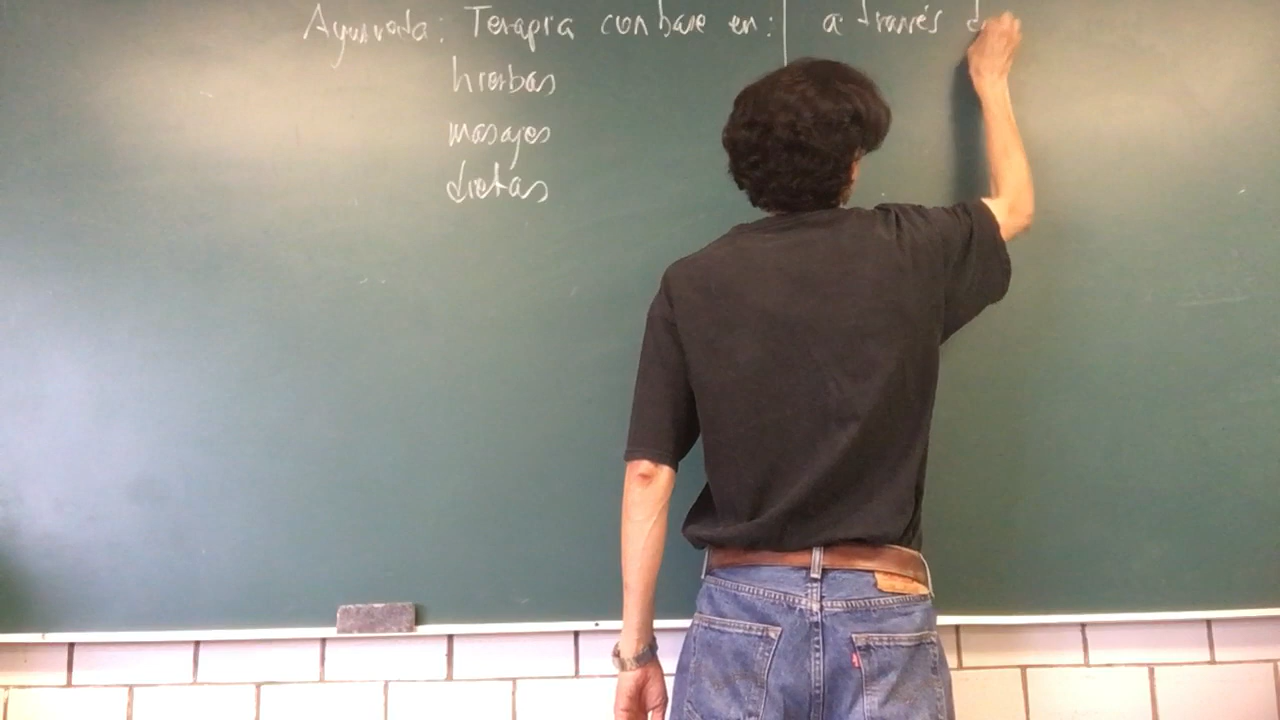 Ayurveda: Terapia con base en: | a través d
hierbas
masajes
dietas